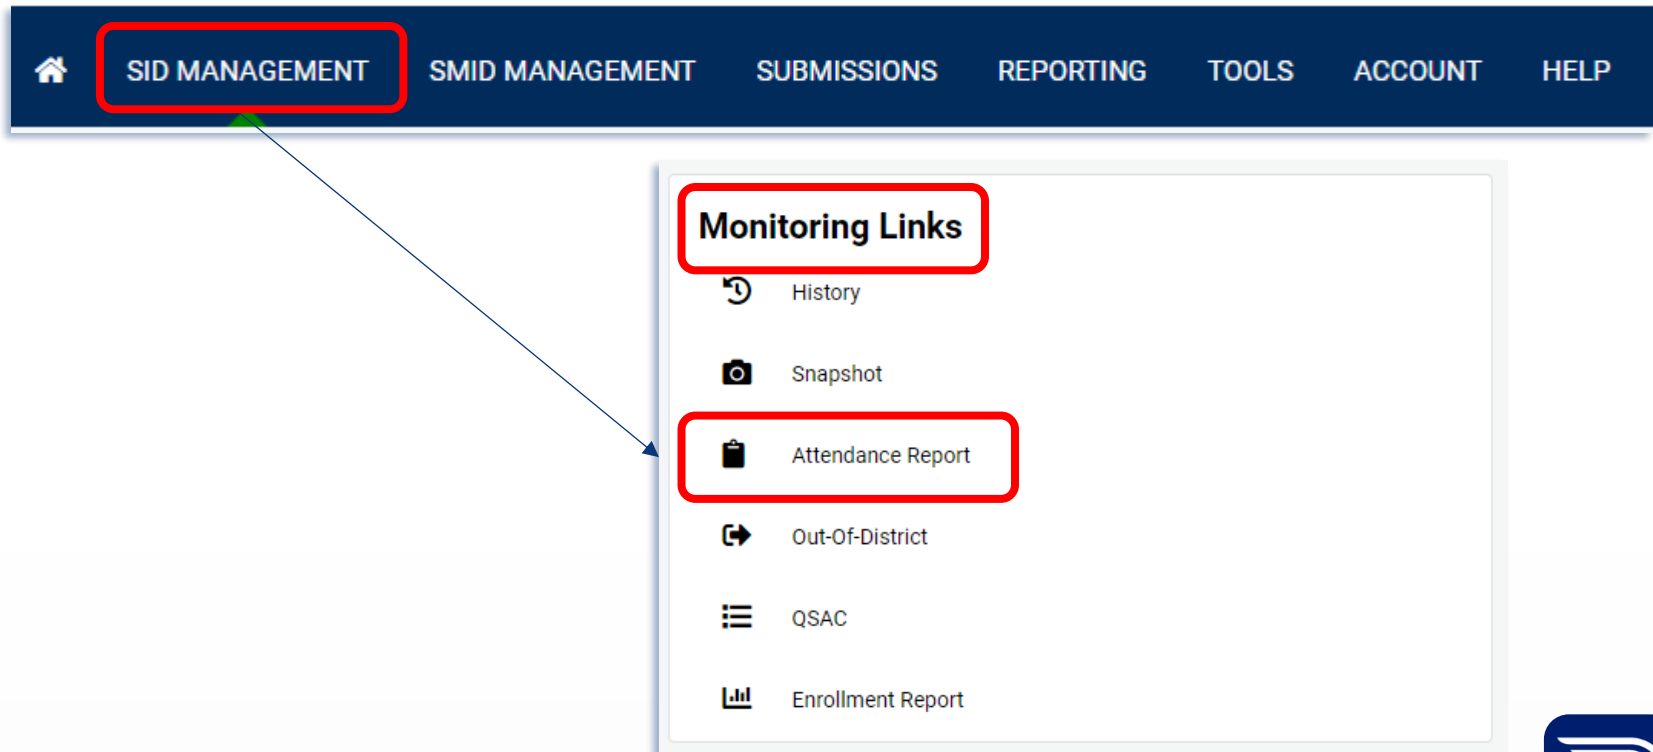 SID MANAGEMENT SMID MANAGEMENT SUBMISSIONS REPORTING TOOLS ACCOUNT HELP
Monitoring Links
History
Snapshot
Attendance Report
Out-Of-District
QSAC
Enrollment Report